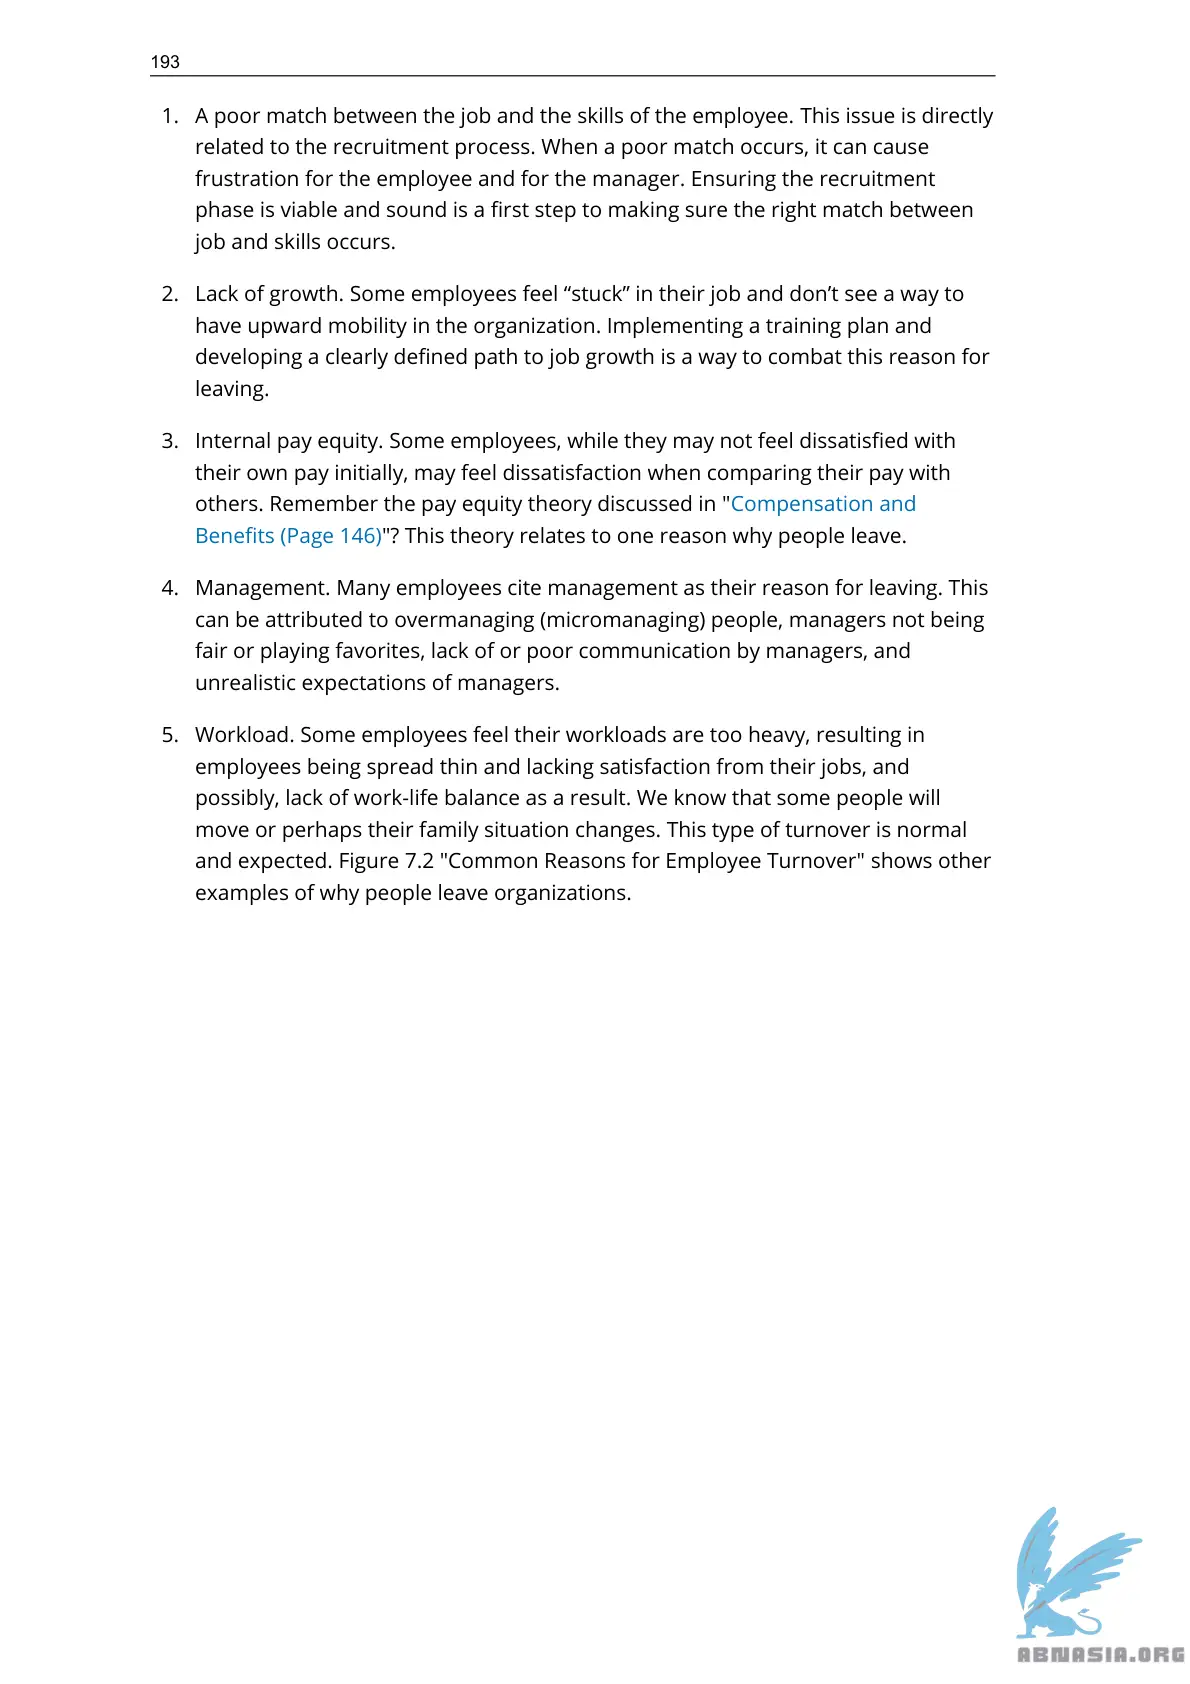 193
1. A poor match between the job and the skills of the employee. This issue is directly
related to the recruitment process. When a poor match occurs, it can cause
frustration for the employee and for the manager. Ensuring the recruitment
phase is viable and sound is a first step to making sure the right match between
job and skills occurs.
2. Lack of growth. Some employees feel “stuck” in their job and don’t see a way to
have upward mobility in the organization. Implementing a training plan and
developing a clearly defined path to job growth is a way to combat this reason for
leaving.
3. Internal pay equity. Some employees, while they may not feel dissatisfied with
their own pay initially, may feel dissatisfaction when comparing their pay with
others. Remember the pay equity theory discussed in "Compensation and
Benefits (Page 146)"? This theory relates to one reason why people leave.
4. Management. Many employees cite management as their reason for leaving. This
can be attributed to overmanaging (micromanaging) people, managers not being
fair or playing favorites, lack of or poor communication by managers, and
unrealistic expectations of managers.
5. Workload. Some employees feel their workloads are too heavy, resulting in
employees being spread thin and lacking satisfaction from their jobs, and
possibly, lack of work-life balance as a result. We know that some people will
move or perhaps their family situation changes. This type of turnover is normal
and expected. Figure 7.2 "Common Reasons for Employee Turnover" shows other
examples of why people leave organizations.
ABNASIA.ORG